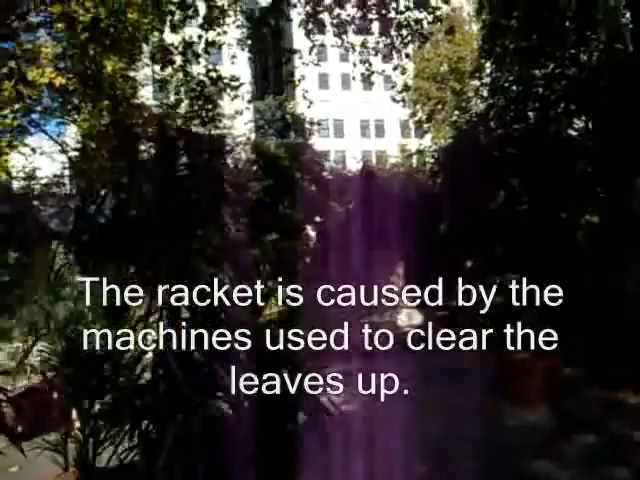 The racket is caused by the
machines used to clear the
leaves up.